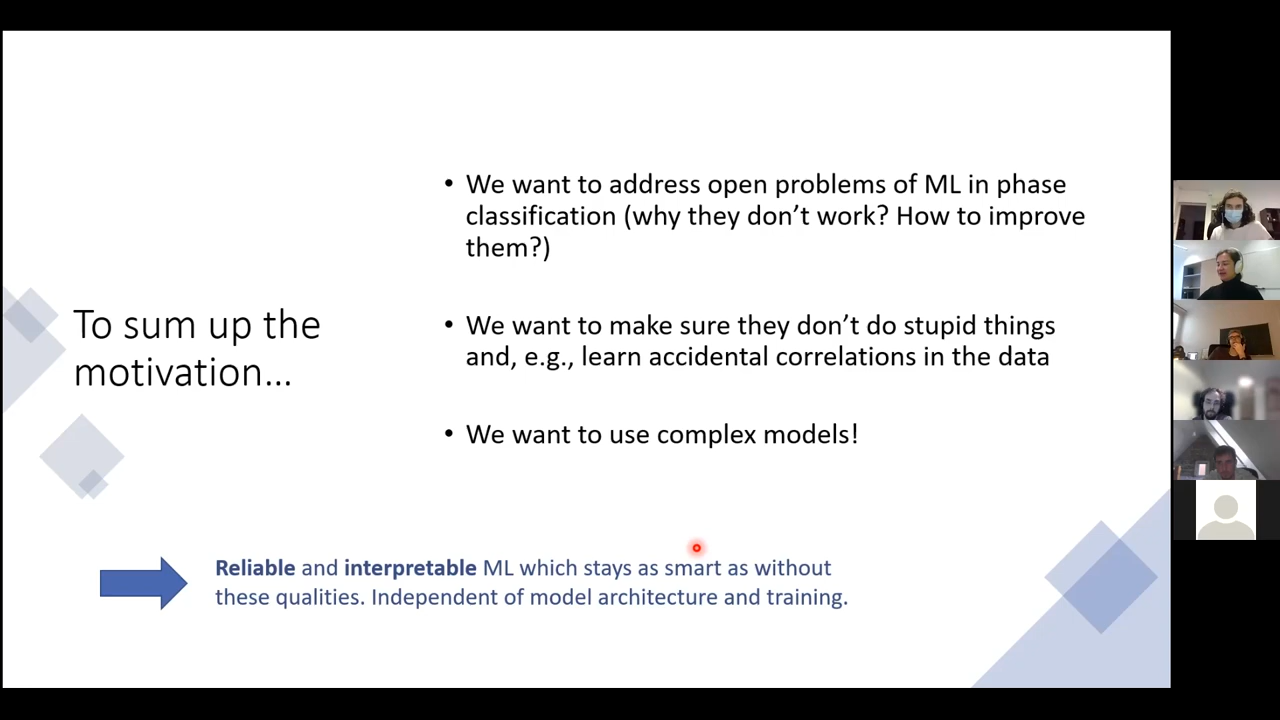 To sum up the
motivation…
• We want to address open problems of ML in phase
classification (why they don’t work? How to improve
them?)
• We want to make sure they don’t do stupid things
and, e.g., learn accidental correlations in the data
• We want to use complex models!
Reliable and interpretable ML which stays as smart as without
these qualities. Independent of model architecture and training.